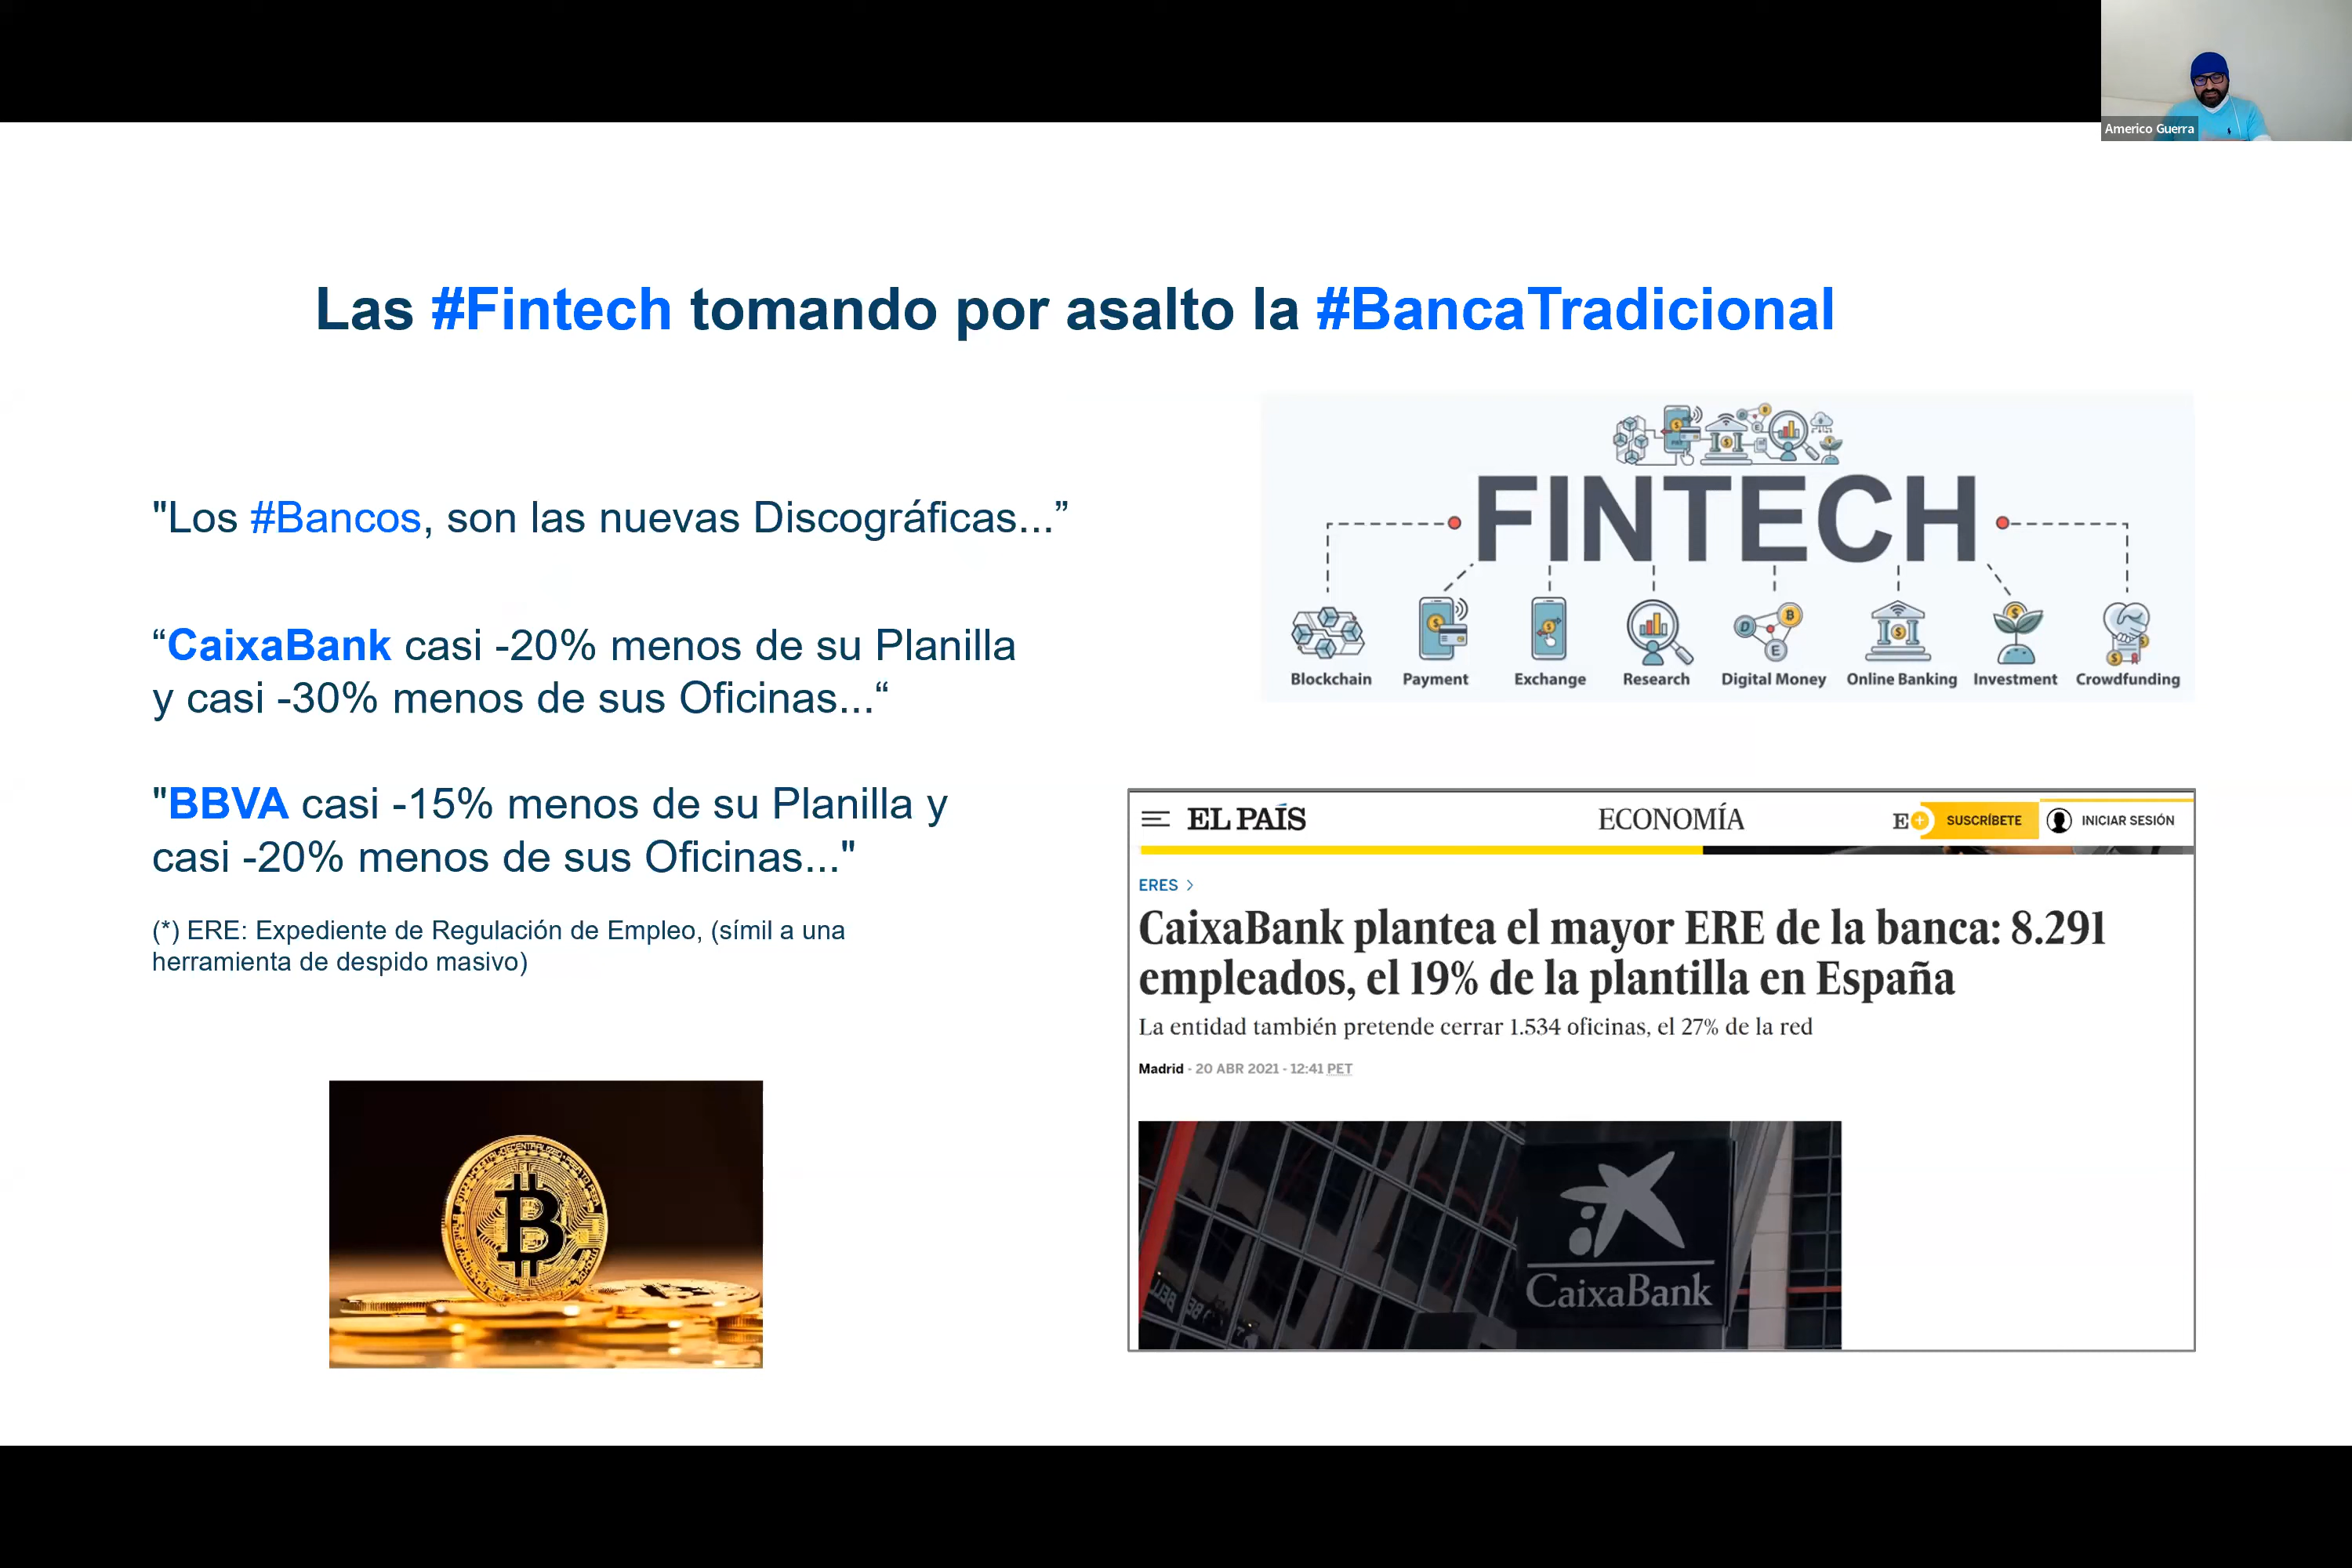 Americo Guerra
Las #Fintech tomando por asalto la #BancaTradicional
"Los #Bancos, son las nuevas Discográficas...”
“CaixaBank casi -20% menos de su Planilla
y casi -30% menos de sus Oficinas...“
"BBVA casi -15% menos de su Planilla y
casi -20% menos de sus Oficinas..."
(*) ERE: Expediente de Regulación de Empleo, (símil a una
herramienta de despido masivo)
FINTECH
Blockchain Payment Exchange Research Digital Money Online Banking Investment Crowdfunding
EL PAÍS ECONOMÍA E+ SUSCRÍBETE INICIAR SESIÓN
ERES >
CaixaBank plantea el mayor ERE de la banca: 8.291
empleados, el 19% de la plantilla en España
La entidad también pretende cerrar 1.534 oficinas, el 27% de la red
Madrid - 20 ABR 2021 - 12:41 PET
CaixaBank